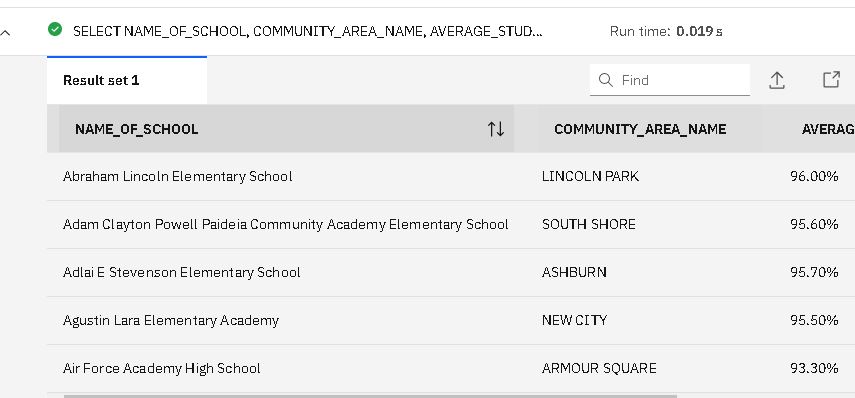 SELECT NAME_OF_SCHOOL, COMMUNITY_AREA_NAME, AVERAGE_STUD... Run time: 0.019 s
Result set 1 Find
NAME_OF_SCHOOL COMMUNITY_AREA_NAME AVERAG
Abraham Lincoln Elementary School LINCOLN PARK 96.00%
Adam Clayton Powell Paideia Community Academy Elementary School SOUTH SHORE 95.60%
Adlai E Stevenson Elementary School ASHBURN 95.70%
Agustin Lara Elementary Academy NEW CITY 95.50%
Air Force Academy High School ARMOUR SQUARE 93.30%